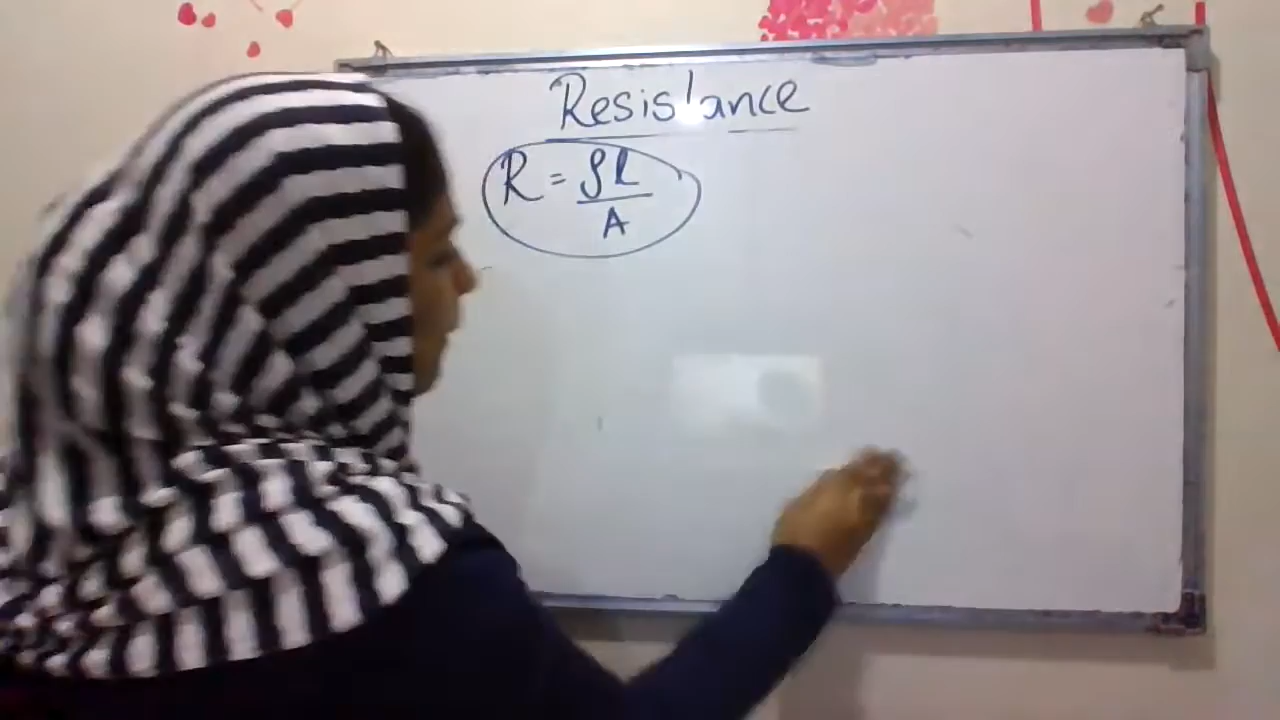 Resistance
R = ρL/A